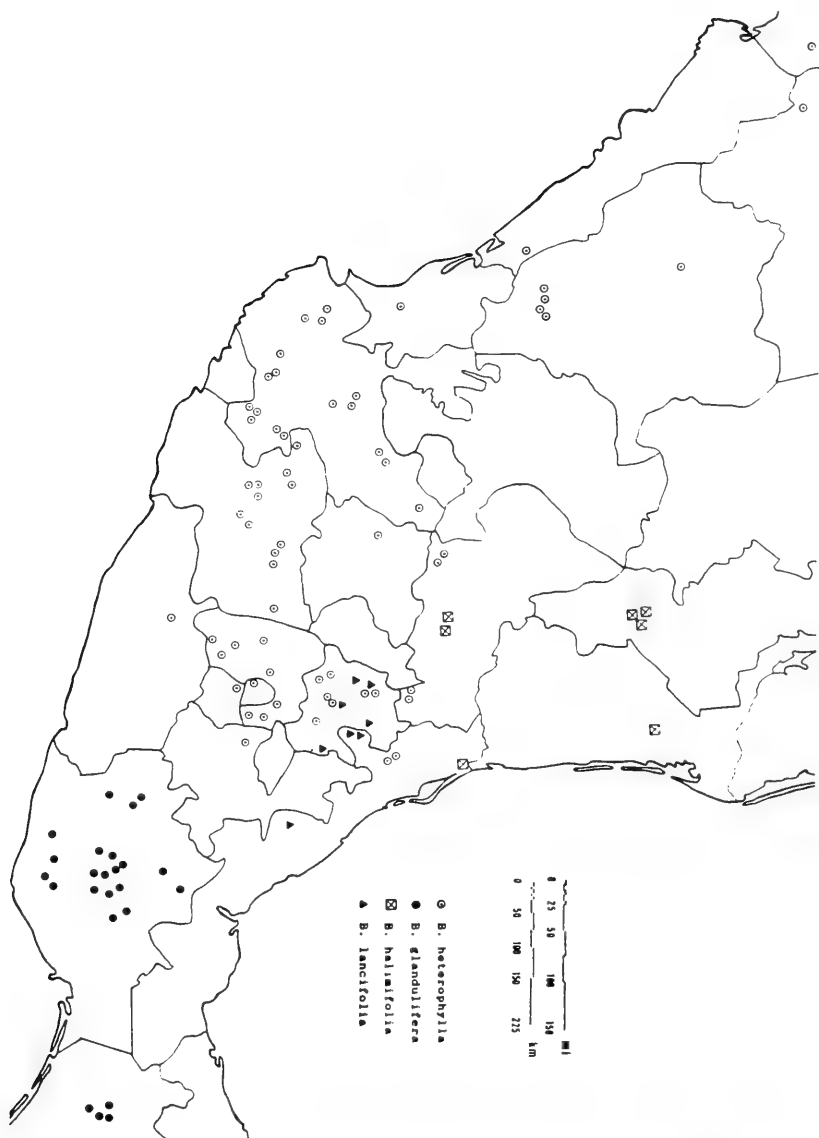 0 25 50 100 150 mi
0 50 100 150 225 km
B. heterophylla
B. glandulifera
B. halimifolia
B. lancifolia